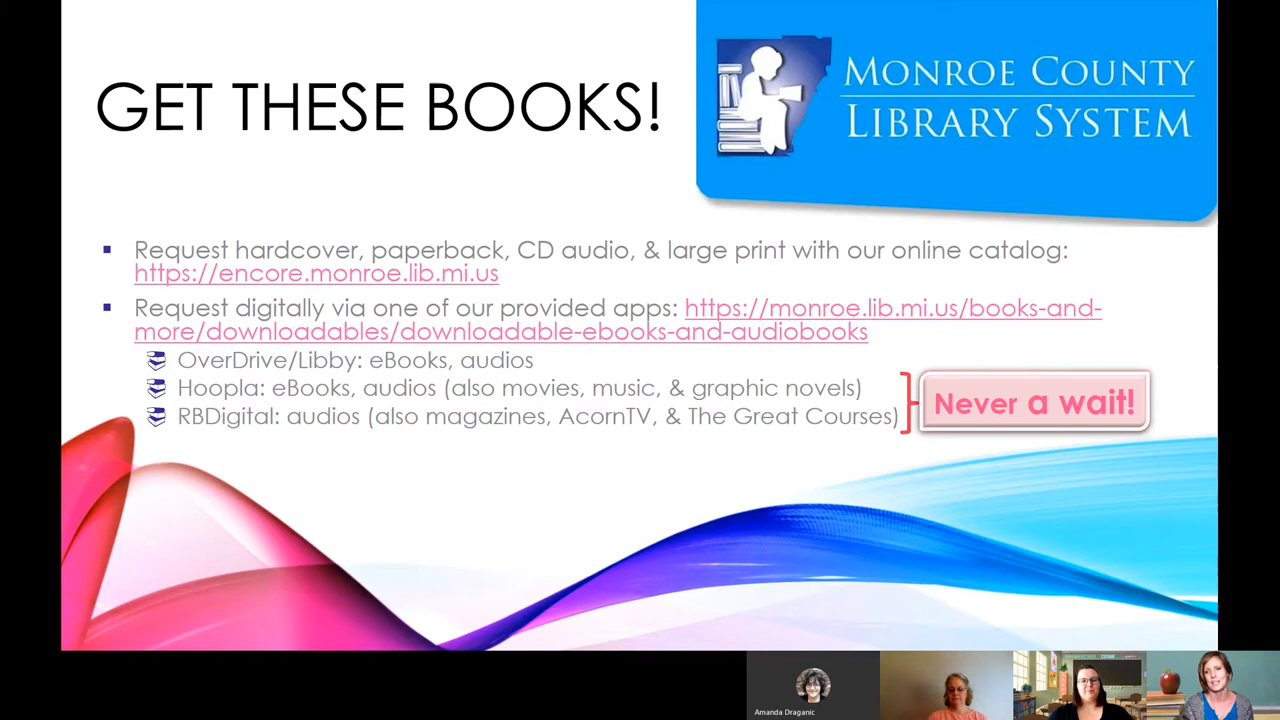 GET THESE BOOKS!
MONROE COUNTY
LIBRARY SYSTEM
Request hardcover, paperback, CD audio, & large print with our online catalog:
https://encore.monroe.lib.mi.us
Request digitally via one of our provided apps: https://monroe.lib.mi.us/books-and-
more/downloadables/downloadable-ebooks-and-audiobooks
OverDrive/Libby: eBooks, audios
Hoopla: eBooks, audios (also movies, music, & graphic novels)
RBDigital: audios (also magazines, AcornTV, & The Great Courses)
Never a wait!
Amanda Draganic